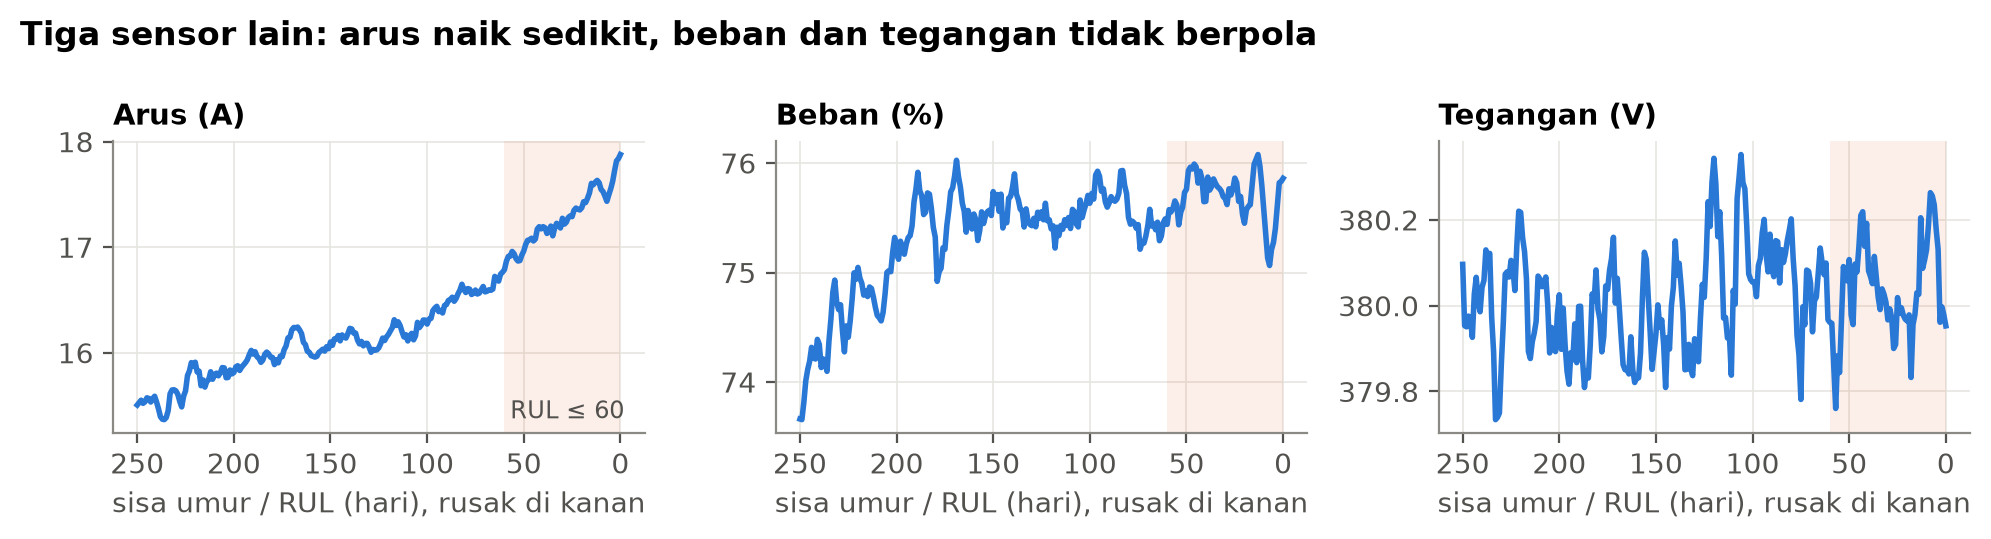 Tiga sensor lain: arus naik sedikit, beban dan tegangan tidak berpola
Arus (A)
18
17
16
RUL ≤ 60
250 200 150 100 50 0
sisa umur / RUL (hari), rusak di kanan
Beban (%)
76
75
74
250 200 150 100 50 0
sisa umur / RUL (hari), rusak di kanan
Tegangan (V)
380.2
380.0
379.8
250 200 150 100 50 0
sisa umur / RUL (hari), rusak di kanan